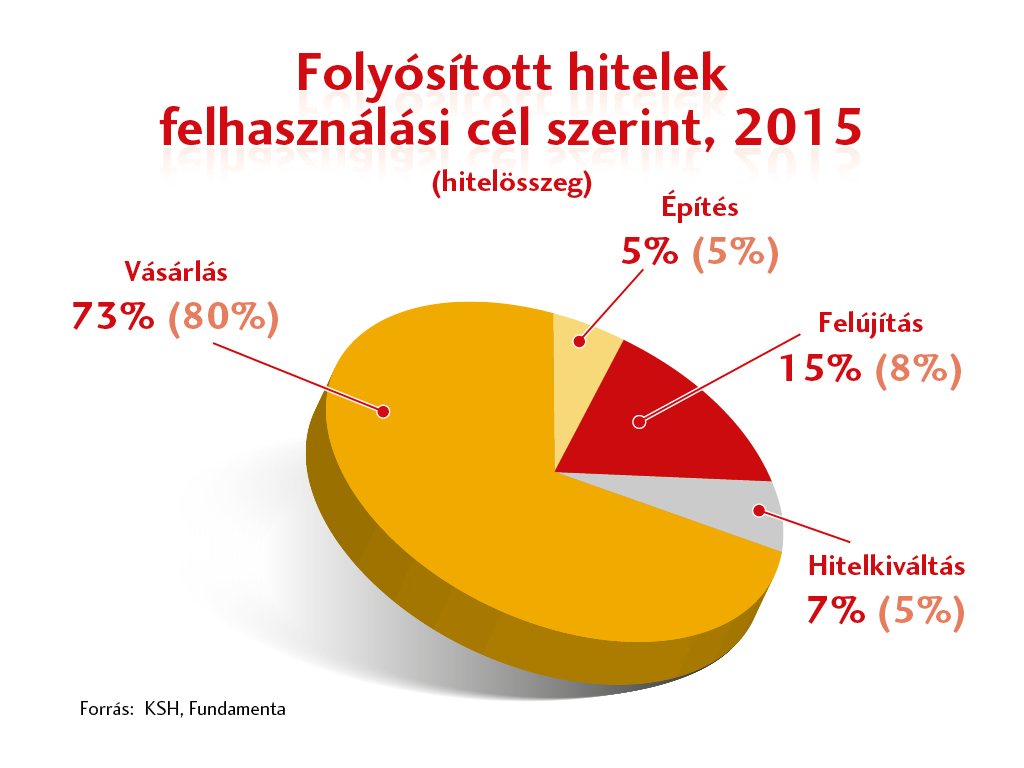 Folyósított hitelek
felhasználási cél szerint, 2015
(hitelösszeg)
Építés
5% (5%)
Vásárlás
73% (80%)
Felújítás
15% (8%)
Hitelkiváltás
7% (5%)
Forrás: KSH, Fundamenta